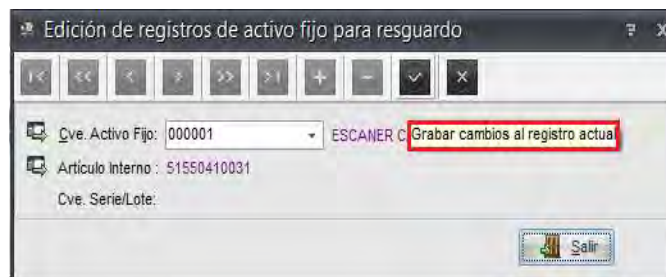 Edición de registros de activo fijo para resguardo
Cve. Activo Fijo: 000001 ESCANER C Grabar cambios al registro actual
Artículo Interno : 51550410031
Cve. Serie/Lote:
Salir